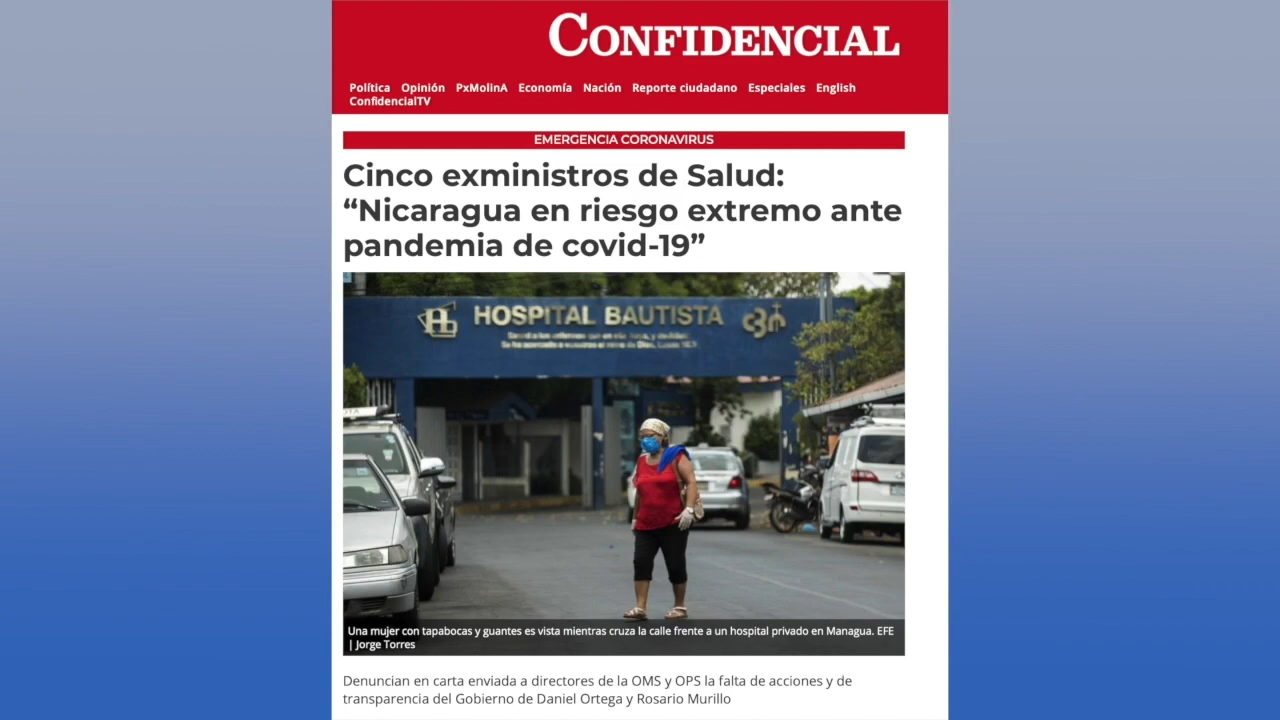 CONFIDENCIAL
Política Opinión PxMolinA Economía Nación Reporte ciudadano Especiales English
ConfidencialTV
EMERGENCIA CORONAVIRUS
Cinco exministros de Salud:
“Nicaragua en riesgo extremo ante
pandemia de covid-19”
HOSPITAL BAUTISTA
Una mujer con tapabocas y guantes es vista mientras cruza la calle frente a un hospital privado en Managua. EFE
| Jorge Torres
Denuncian en carta enviada a directores de la OMS y OPS la falta de acciones y de
transparencia del Gobierno de Daniel Ortega y Rosario Murillo